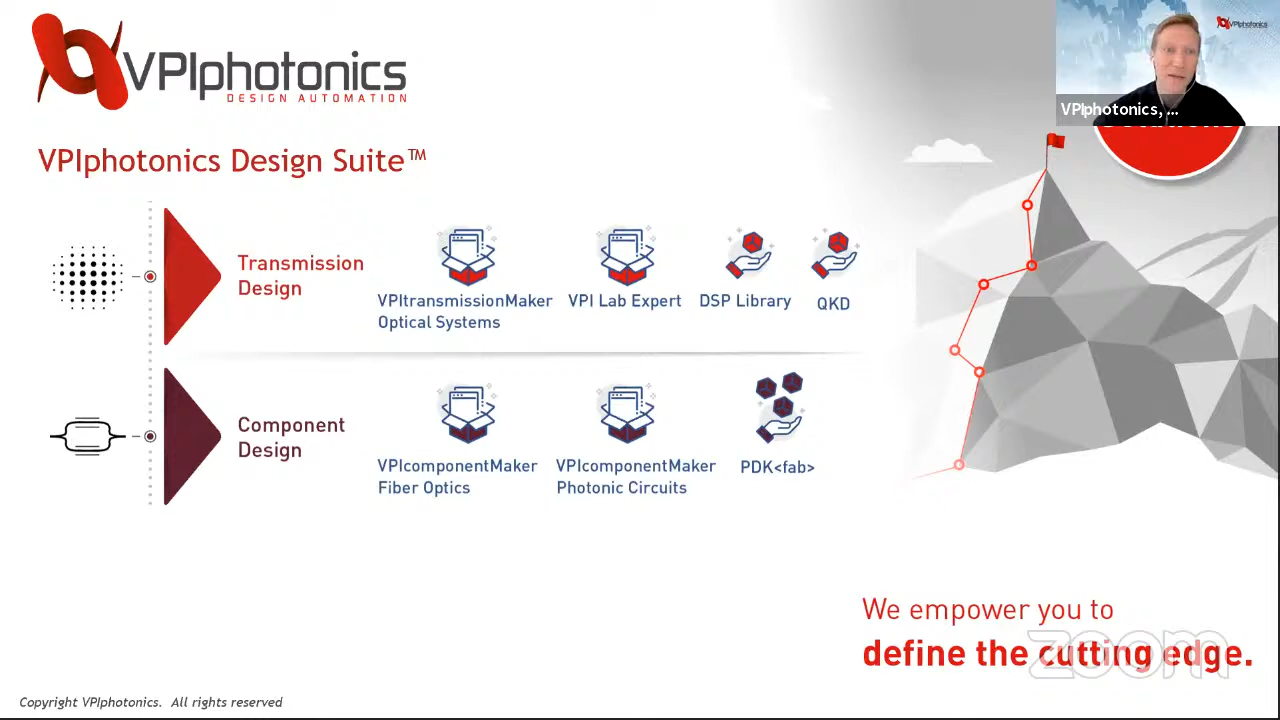 VPIphotonics
DESIGN AUTOMATION
VPIphotonics
VPIphotonics, ...
VPIphotonics Design Suite™
Transmission
Design
VPItransmissionMaker
Optical Systems
VPI Lab Expert
DSP Library
QKD
Component
Design
VPIcomponentMaker
Fiber Optics
VPIcomponentMaker
Photonic Circuits
PDK<fab>
We empower you to
define the cutting edge.
zoom
Copyright VPIphotonics. All rights reserved